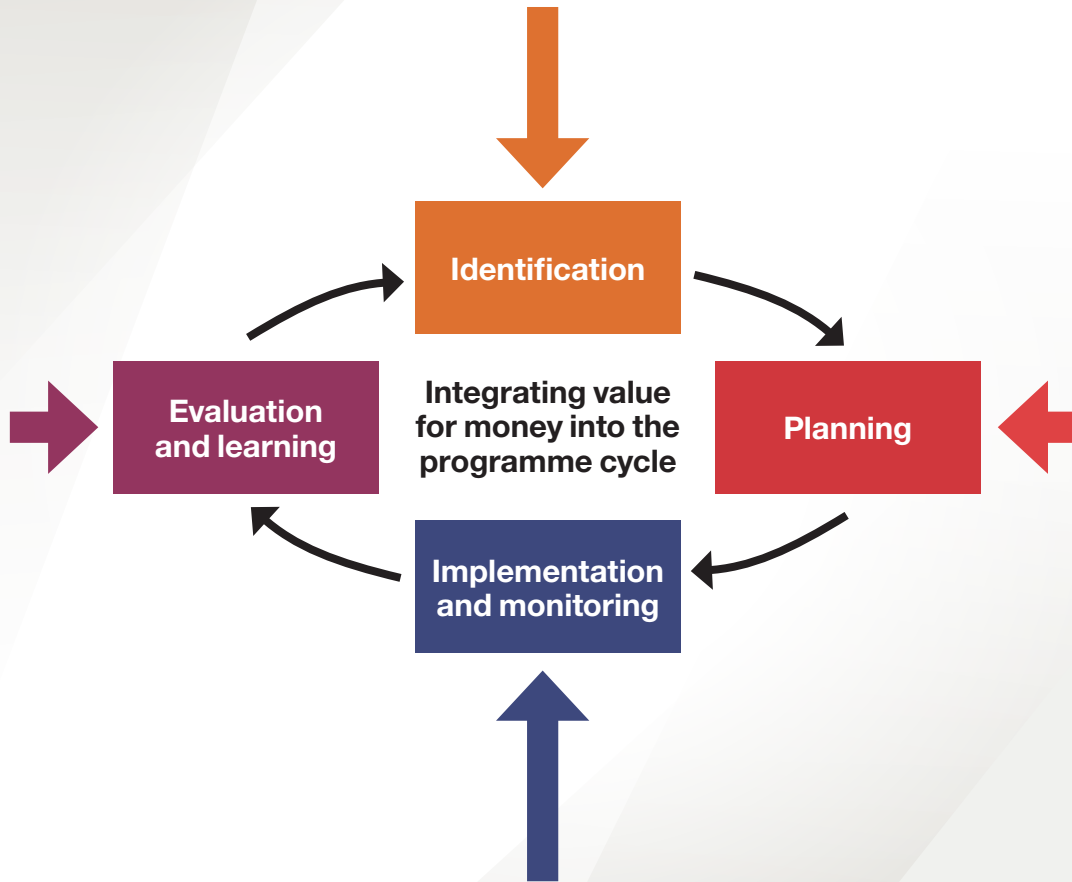 Identification
Evaluation
and learning
Integrating value
for money into the
programme cycle
Planning
Implementation
and monitoring